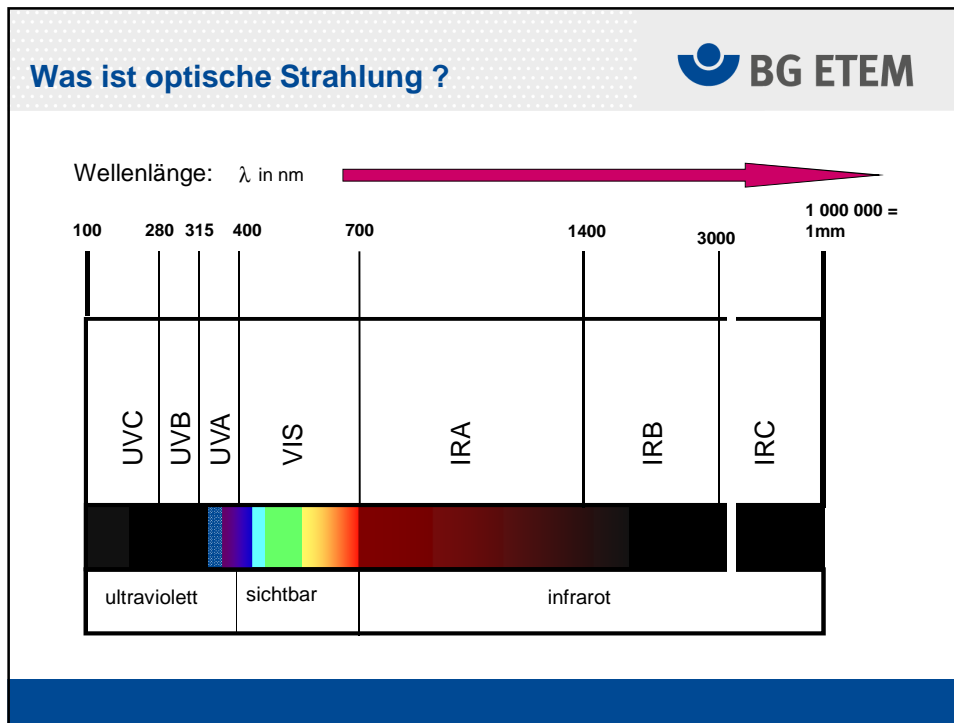 Was ist optische Strahlung ?
BG ETEM
Wellenlänge: λ in nm
1 000 000 =
1mm
100 280 315 400 700 1400 3000
UVC UVB UVA VIS IRA IRB IRC
ultraviolett sichtbar infrarot